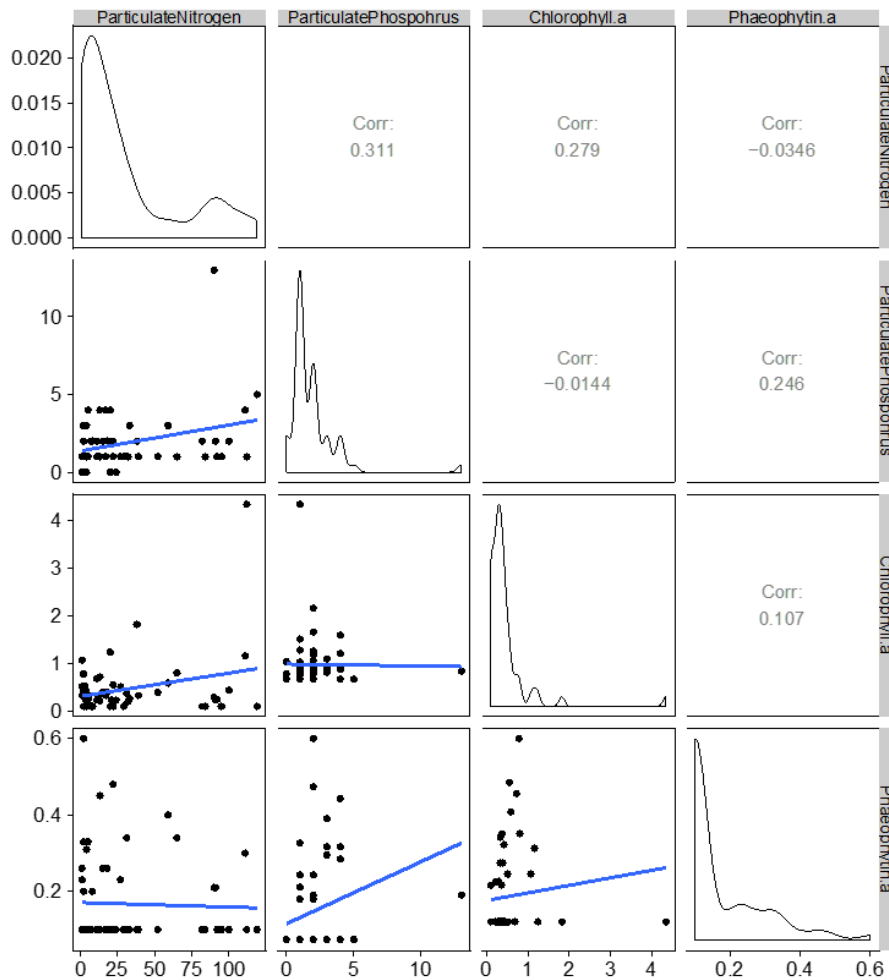 ParticulateNitrogen ParticulatePhospohrus Chlorophyll.a Phaeophytin.a
0.020
0.015
0.010
0.005
0.000
Corr:
0.311
Corr:
0.279
Corr:
−0.0346
ParticulateNitrogen
10
5
0
Corr:
−0.0144
Corr:
0.246
ParticulatePhospohrus
4
3
2
1
0
Corr:
0.107
Chlorophyll.a
0.6
0.4
0.2
Phaeophytin.a
0 25 50 75 100
0 5 10
0 1 2 3 4
0.2 0.4 0.6